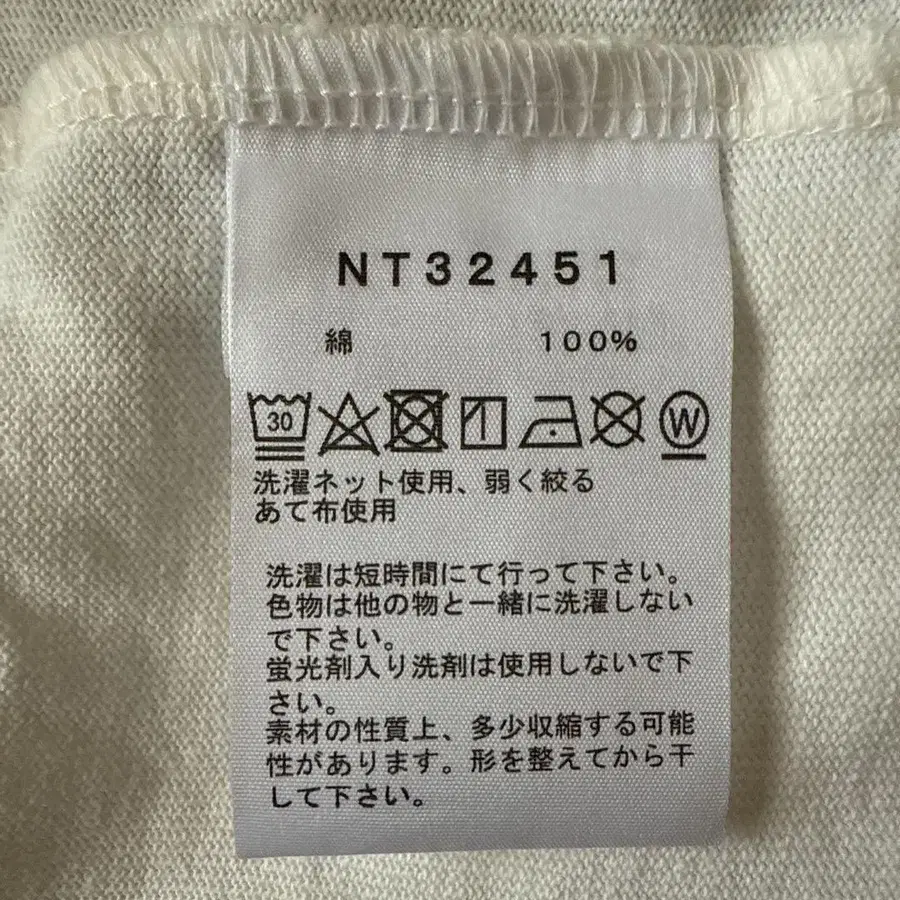 NT32451
綿 100%
30 W
洗濯ネット使用、弱く絞る
あて布使用
洗濯は短時間にて行って下さい。
色物は他の物と一緒に洗濯しない
で下さい。
蛍光剤入り洗剤は使用しないで下
さい。
素材の性質上、多少収縮する可能
性があります。形を整えてから干
して下さい。